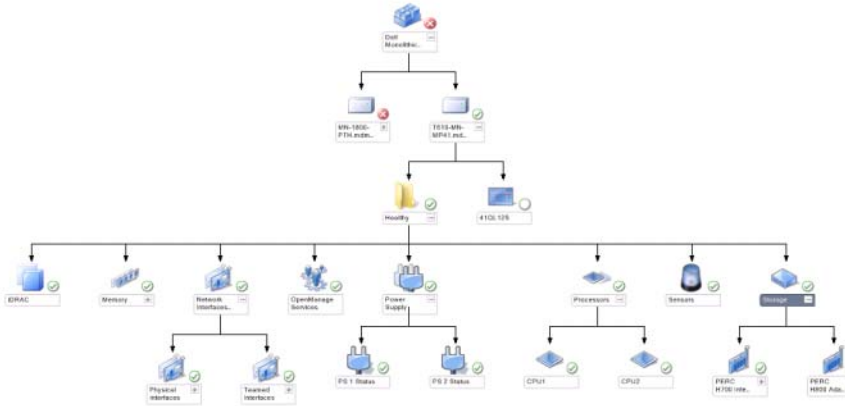 Dell
Monolithic..
MN-1800-
PTH.mdm..
T610-MN-
MP41.md..
Healthy
iDRAC
Memory
Network
Interfaces..
OpenManage
Services
Power
Supply
Processors
Sensors
Storage
Physical
Interfaces
Teamed
Interfaces
PS 1 Status
PS 2 Status
CPU1
CPU2
PERC
H700 Inte..
PERC
H800 Ada..